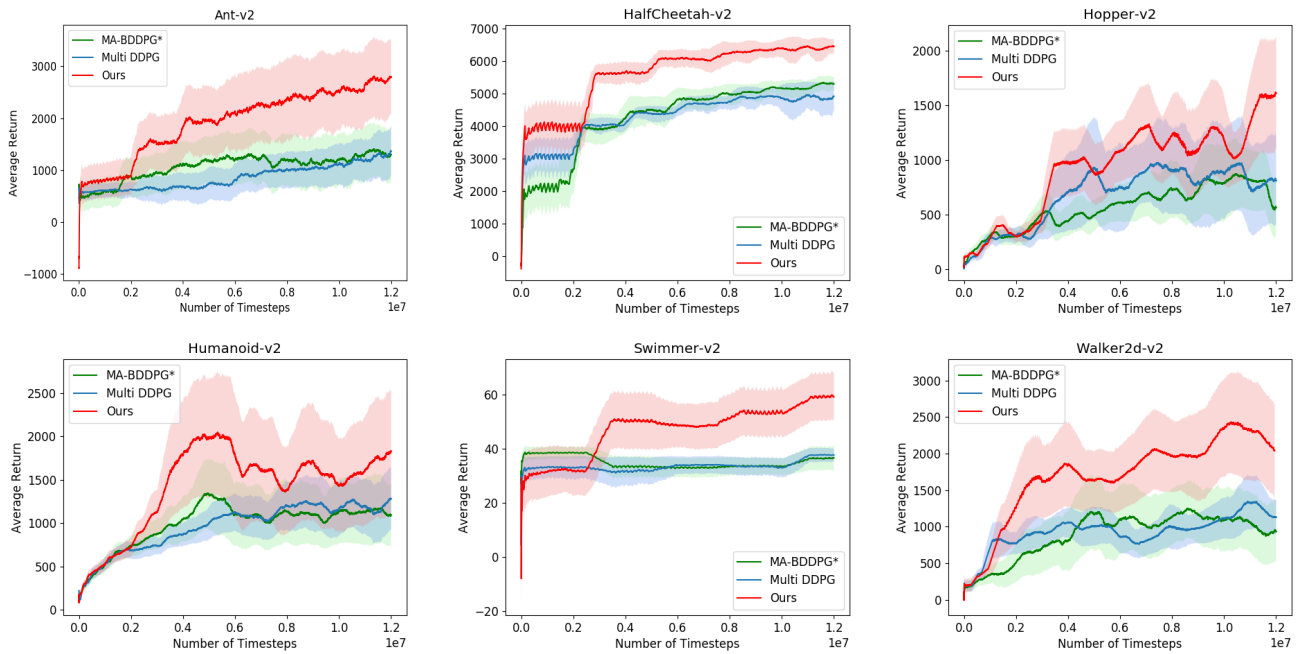 Ant-v2
MA-BDDPG*
Multi DDPG
Ours
Average Return
3000
2000
1000
0
−1000
0.0 0.2 0.4 0.6 0.8 1.0 1.2
1e7
Number of Timesteps
HalfCheetah-v2
Average Return
7000
6000
5000
4000
3000
2000
1000
0
MA-BDDPG*
Multi DDPG
Ours
0.0 0.2 0.4 0.6 0.8 1.0 1.2
Number of Timesteps
1e7
Hopper-v2
MA-BDDPG*
Multi DDPG
Ours
Average Return
2000
1500
1000
500
0
0.0 0.2 0.4 0.6 0.8 1.0 1.2
Number of Timesteps
1e7
Humanoid-v2
MA-BDDPG*
Multi DDPG
Ours
Average Return
2500
2000
1500
1000
500
0
0.0 0.2 0.4 0.6 0.8 1.0 1.2
Number of Timesteps
1e7
Swimmer-v2
Average Return
60
40
20
0
−20
MA-BDDPG*
Multi DDPG
Ours
0.0 0.2 0.4 0.6 0.8 1.0 1.2
Number of Timesteps
1e7
Walker2d-v2
MA-BDDPG*
Multi DDPG
Ours
Average Return
3000
2500
2000
1500
1000
500
0
0.0 0.2 0.4 0.6 0.8 1.0 1.2
Number of Timesteps
1e7